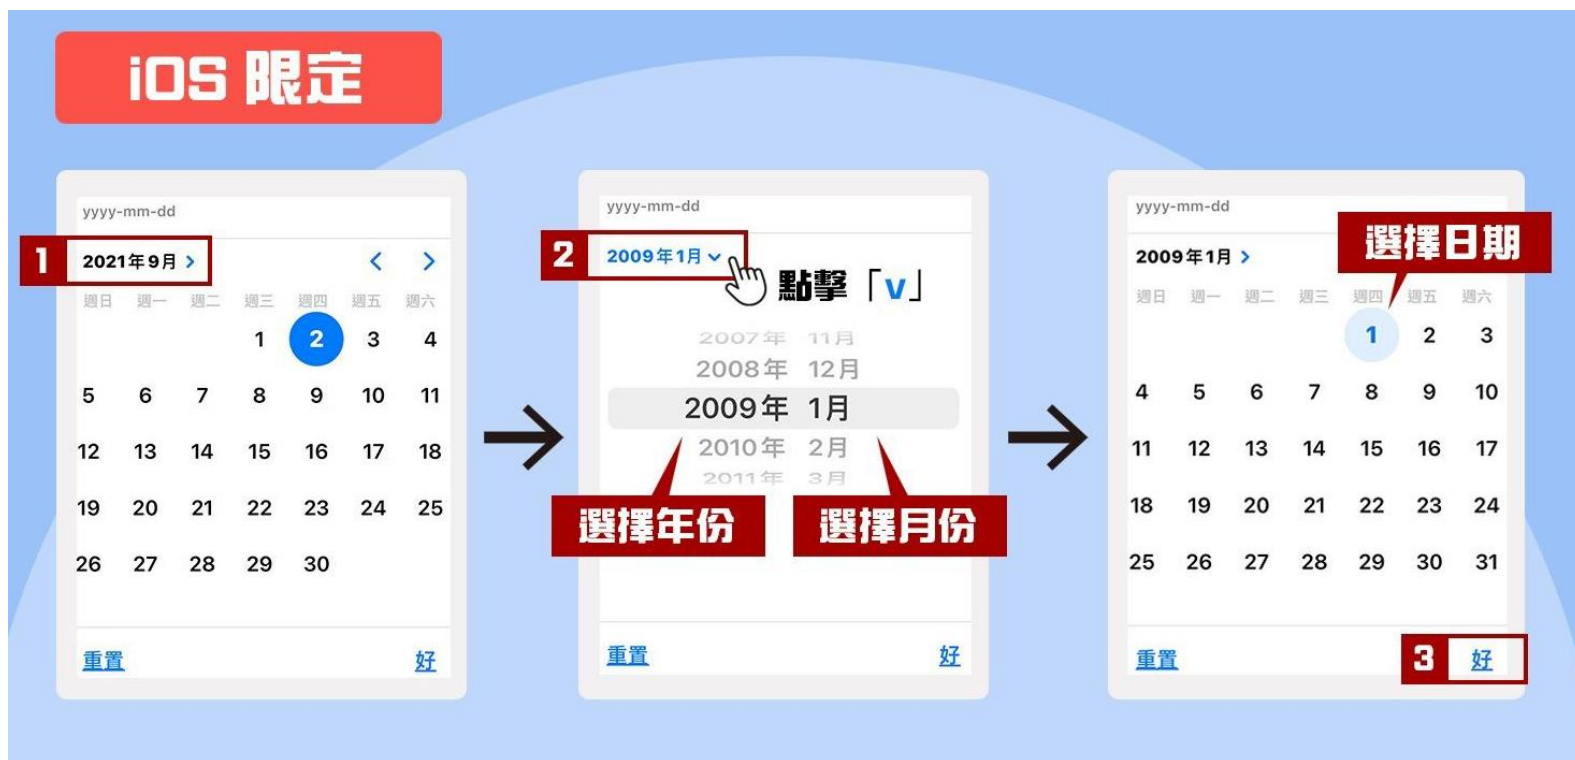 iOS 限定
yyyy-mm-dd
1 2021年9月 >
< >
週日 週一 週二 週三 週四 週五 週六
1 2 3 4
5 6 7 8 9 10 11
12 13 14 15 16 17 18
19 20 21 22 23 24 25
26 27 28 29 30
重置 好
yyyy-mm-dd
2 2009年1月
點擊「v」
2007年 11月
2008年 12月
2009年 1月
2010年 2月
2011年 3月
選擇年份 選擇月份
重置 好
yyyy-mm-dd
2009年1月 >
選擇日期
週日 週一 週二 週三 週四 週五 週六
1 2 3
4 5 6 7 8 9 10
11 12 13 14 15 16 17
18 19 20 21 22 23 24
25 26 27 28 29 30 31
重置 3 好